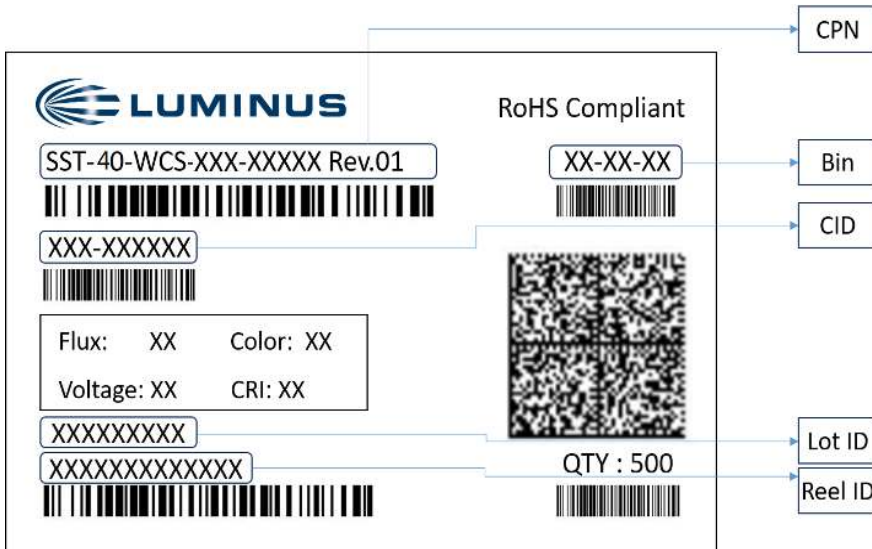 CPN
LUMINUS
RoHS Compliant
SST-40-WCS-XXX-XXXXX Rev.01
XX-XX-XX
Bin
XXX-XXXXXX
CID
Flux: XX Color: XX
Voltage: XX CRI: XX
XXXXXXXXX
Lot ID
XXXXXXXXXXXXX
QTY : 500
Reel ID